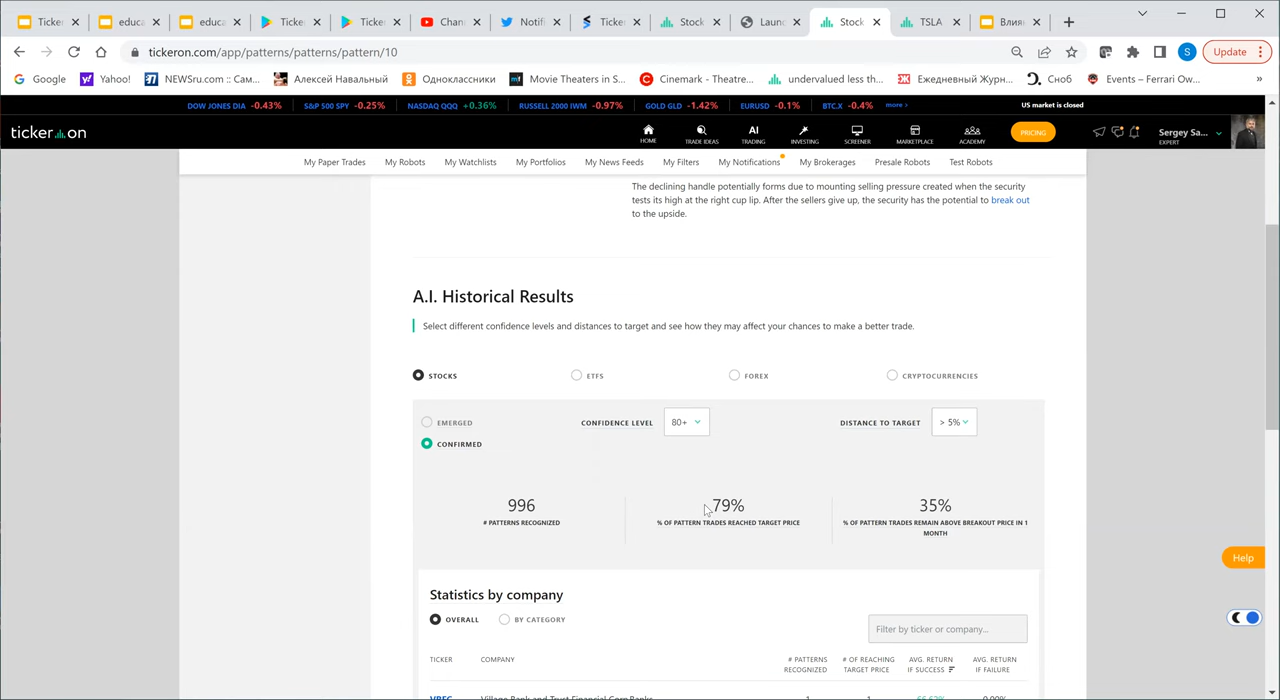 Ticke
educa
educa
Ticke
Ticke
Chan
Notifi
Ticke
Stock
Laun
Stock
TSLA
Влия
tickeron.com/app/patterns/patterns/pattern/10
Update
Google
Yahoo!
NEWSru.com :: Сам...
Алексей Навальный
Одноклассники
Movie Theaters in S...
Cinemark - Theatre...
undervalued less th...
Ежедневный Журн...
Сноб
Events – Ferrari Ow...
»
DOW JONES DIA -0.43% S&P 500 SPY -0.25% NASDAQ QQQ +0.36% RUSSELL 2000 IWM -0.97% GOLD GLD -1.42% EURUSD -0.1% BTC.X -0.4% more > US market is closed
tickeron
HOME
TRADE IDEAS
AI
TRADING
INVESTING
SCREENER
MARKETPLACE
ACADEMY
PRICING
Sergey Sa...
EXPERT
My Paper Trades My Robots My Watchlists My Portfolios My News Feeds My Filters My Notifications My Brokerages Presale Robots Test Robots
The declining handle potentially forms due to mounting selling pressure created when the security
tests its high at the right cup lip. After the sellers give up, the security has the potential to break out
to the upside.
A.I. Historical Results
Select different confidence levels and distances to target and see how they may affect your chances to make a better trade.
STOCKS ETFS FOREX CRYPTOCURRENCIES
EMERGED CONFIDENCE LEVEL 80+ DISTANCE TO TARGET > 5%
CONFIRMED
996
# PATTERNS RECOGNIZED
79%
% OF PATTERN TRADES REACHED TARGET PRICE
35%
% OF PATTERN TRADES REMAIN ABOVE BREAKOUT PRICE IN 1
MONTH
Help
Statistics by company
OVERALL BY CATEGORY
Filter by ticker or company...
TICKER
COMPANY
# PATTERNS
RECOGNIZED
# OF REACHING
TARGET PRICE
AVG. RETURN
IF SUCCESS
AVG. RETURN
IF FAILURE